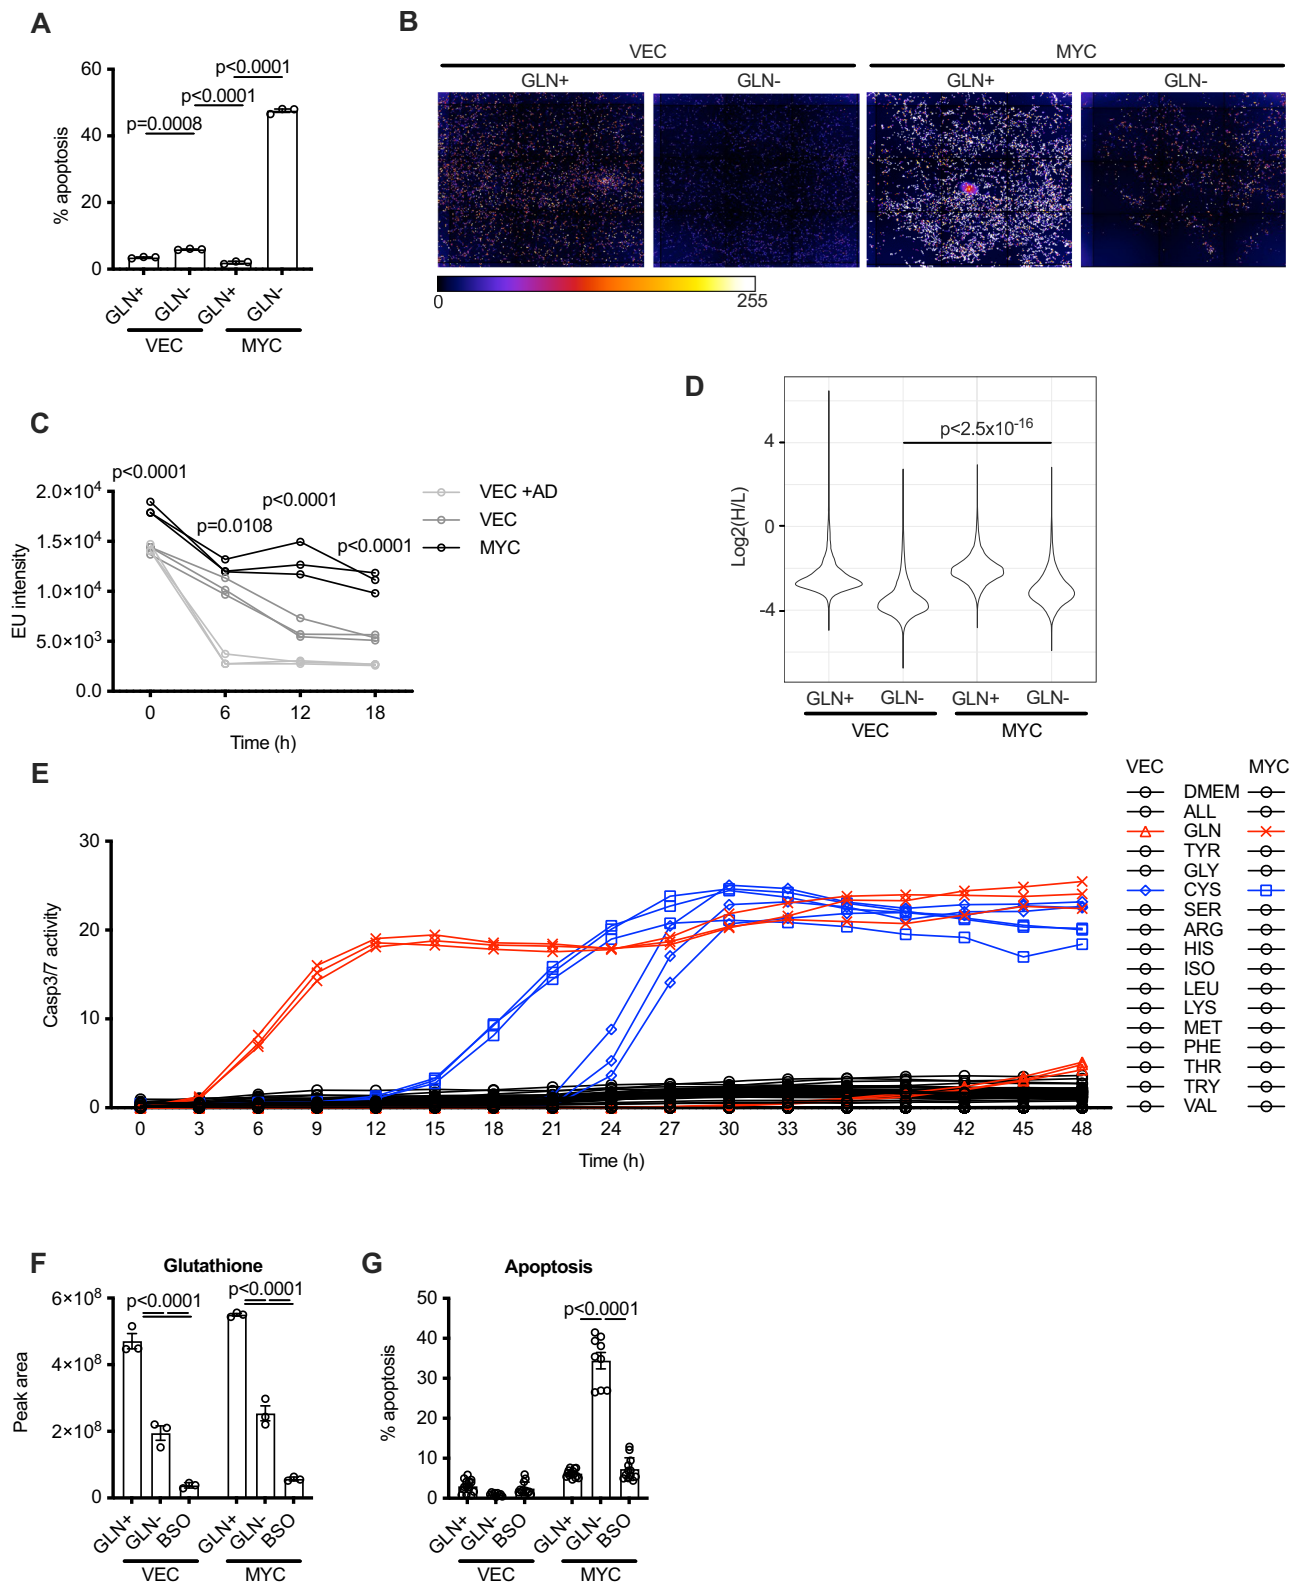 A
% apoptosis
60
40
20
0
p=0.0008
p<0.0001
p<0.0001
GLN+
GLN-
GLN+
GLN-
VEC
MYC
B
VEC
MYC
GLN+
GLN-
GLN+
GLN-
0
255
C
EU intensity
2.0×10⁴
1.5×10⁴
1.0×10⁴
5.0×10³
0.0
p<0.0001
p=0.0108
p<0.0001
p<0.0001
0
6
12
18
Time (h)
VEC +AD
VEC
MYC
D
Log2(H/L)
4
0
-4
p<2.5x10⁻¹⁶
GLN+
GLN-
GLN+
GLN-
VEC
MYC
E
Casp3/7 activity
30
20
10
0
0 3 6 9 12 15 18 21 24 27 30 33 36 39 42 45 48
Time (h)
VEC MYC
DMEM
ALL
GLN
TYR
GLY
CYS
SER
ARG
HIS
ISO
LEU
LYS
MET
PHE
THR
TRY
VAL
F
Glutathione
Peak area
6×10⁸
4×10⁸
2×10⁸
0
p<0.0001
p<0.0001
GLN+
GLN-
BSO
GLN+
GLN-
BSO
VEC
MYC
G
Apoptosis
% apoptosis
50
40
30
20
10
0
p<0.0001
GLN+
GLN-
BSO
GLN+
GLN-
BSO
VEC
MYC